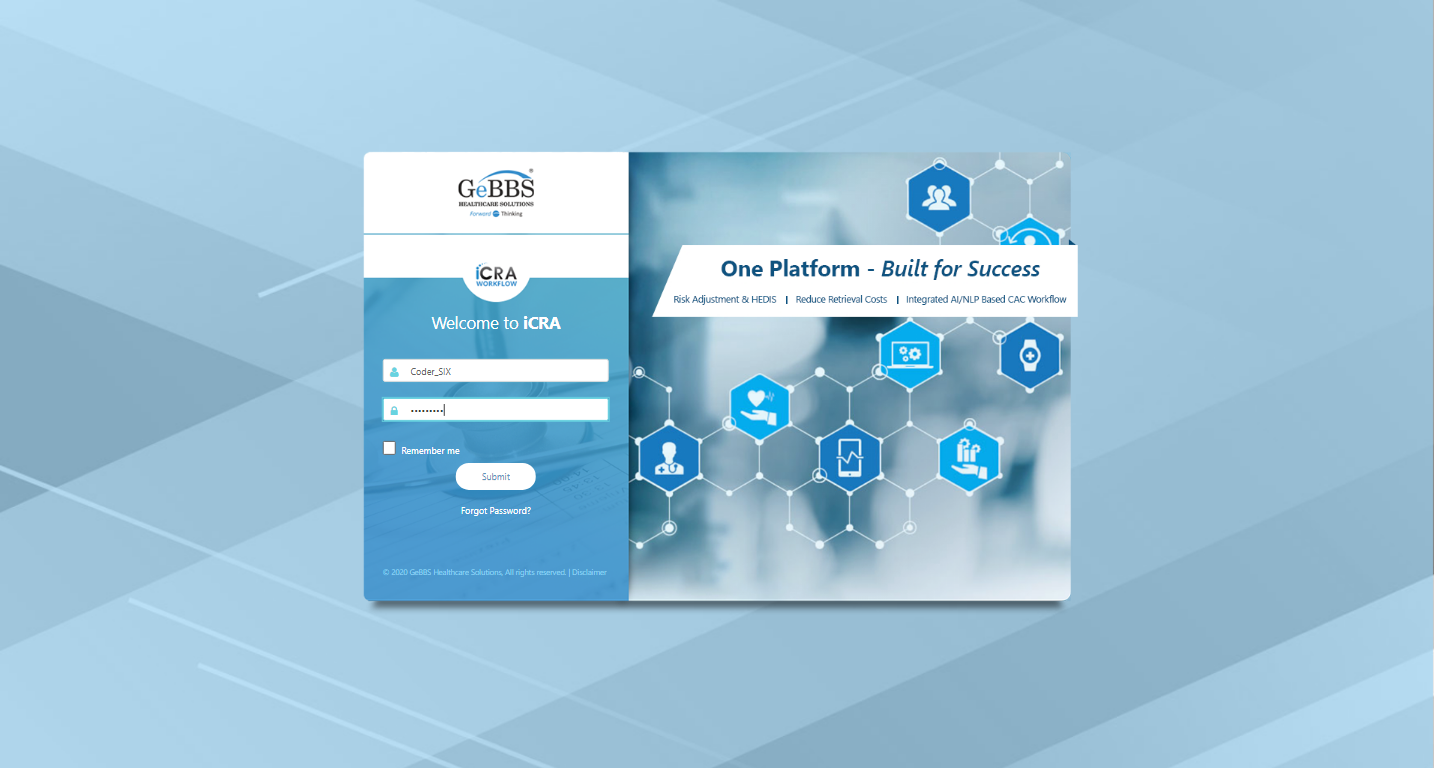 GeBBS®
HEALTHCARE SOLUTIONS
Forward Thinking
iCRA
WORKFLOW
Welcome to iCRA
Coder_SIX
•••••••••
Remember me
Submit
Forgot Password?
© 2020 GeBBS Healthcare Solutions, All rights reserved. | Disclaimer
One Platform - Built for Success
Risk Adjustment & HEDIS | Reduce Retrieval Costs | Integrated AI/NLP Based CAC Workflow